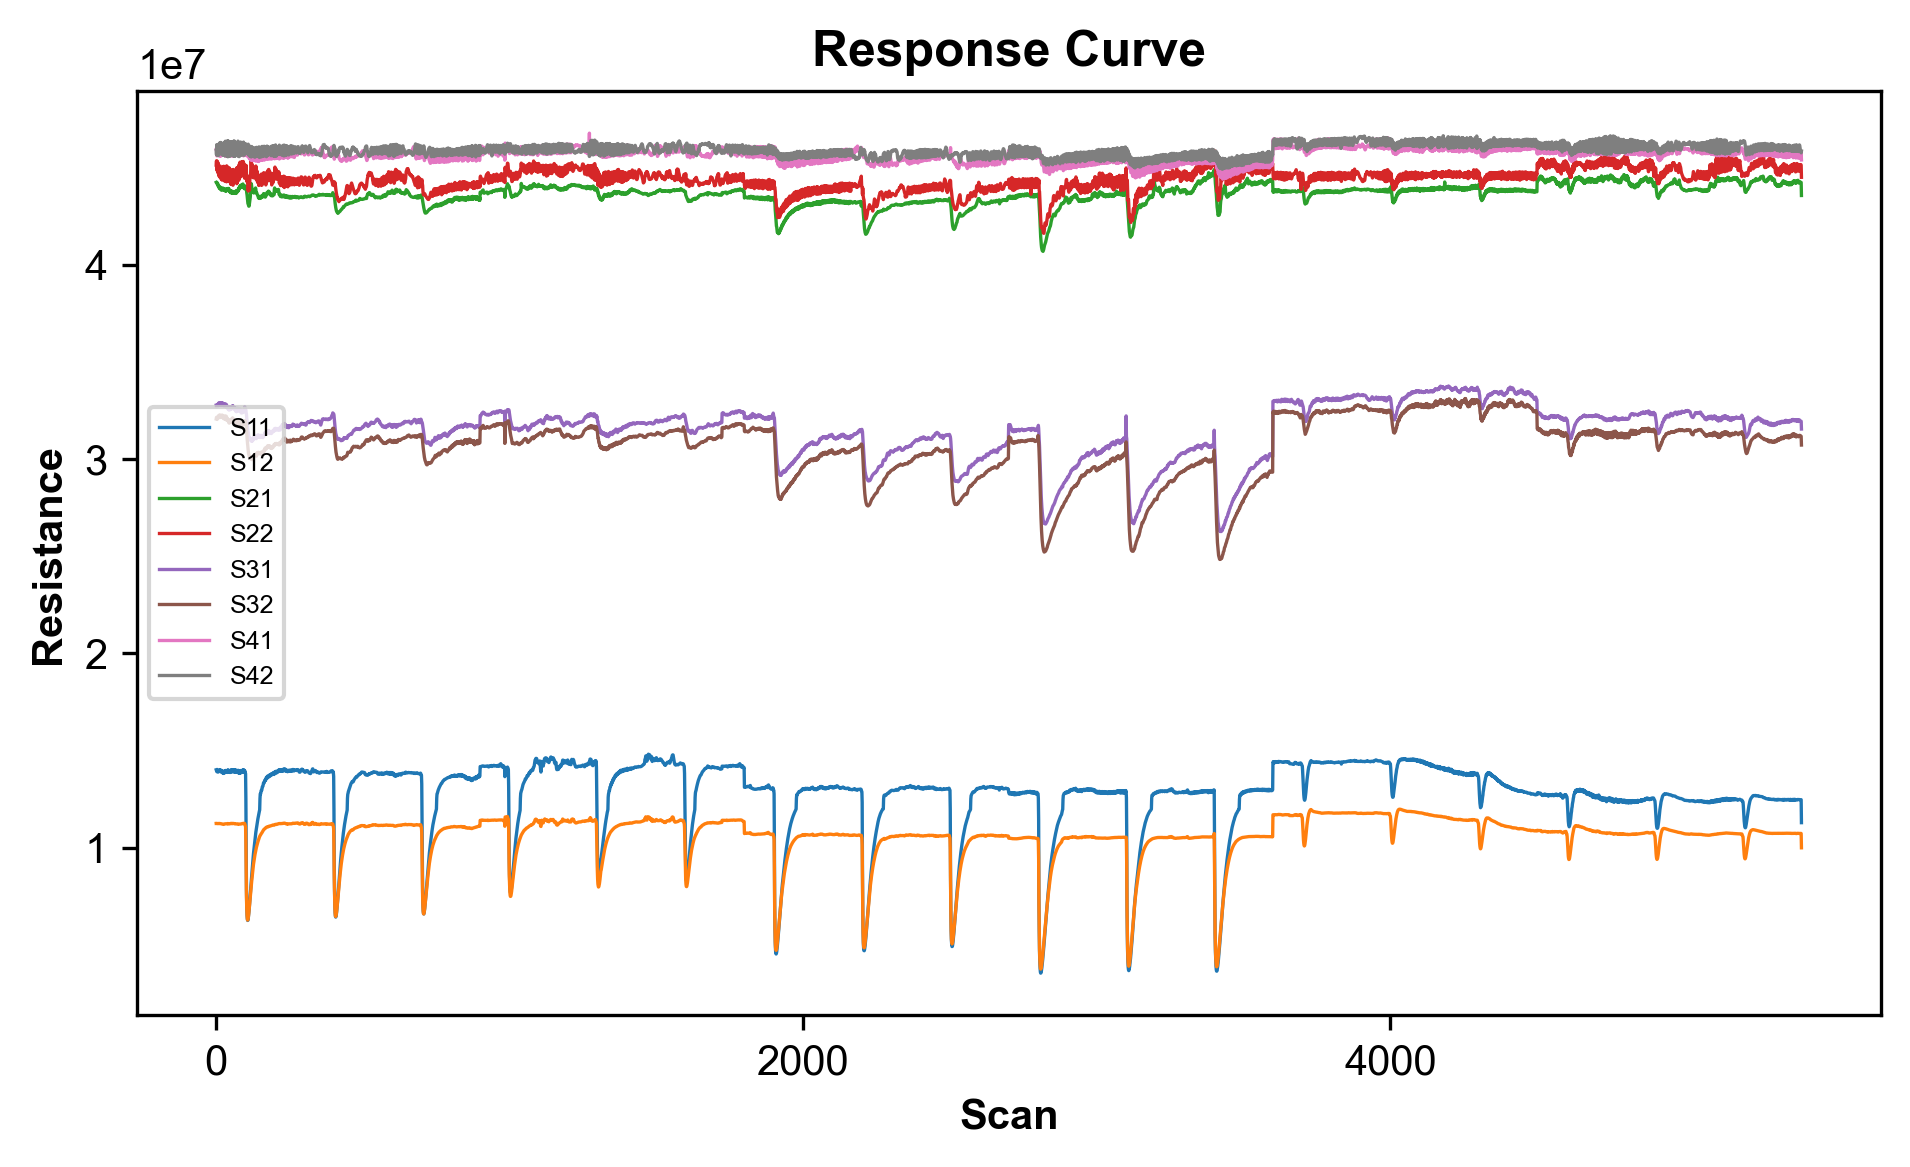 Response Curve
1e7
4
3
2
1
Resistance
S11
S12
S21
S22
S31
S32
S41
S42
0
2000
4000
Scan